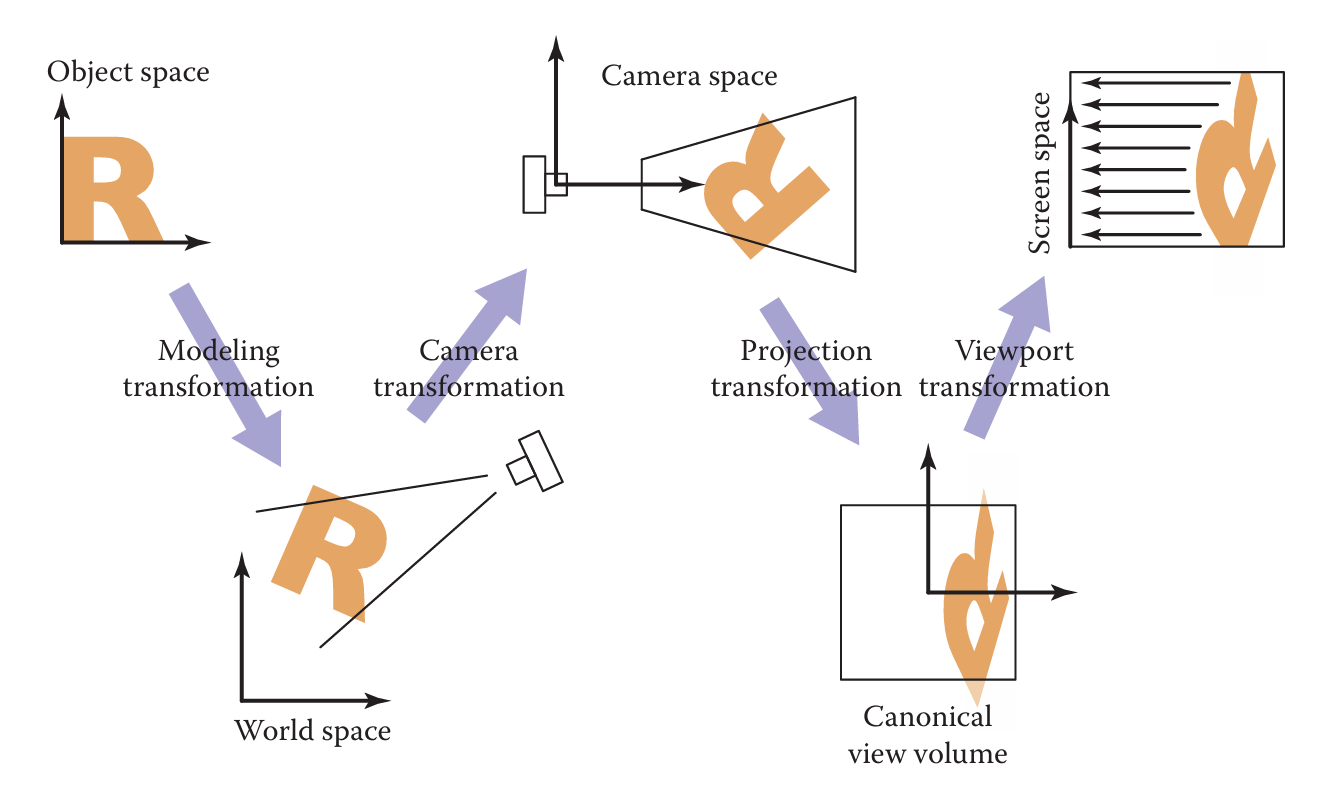 Object space
Camera space
Screen space
Modeling
transformation
Camera
transformation
Projection
transformation
Viewport
transformation
World space
Canonical
view volume
R
R
R
R
R